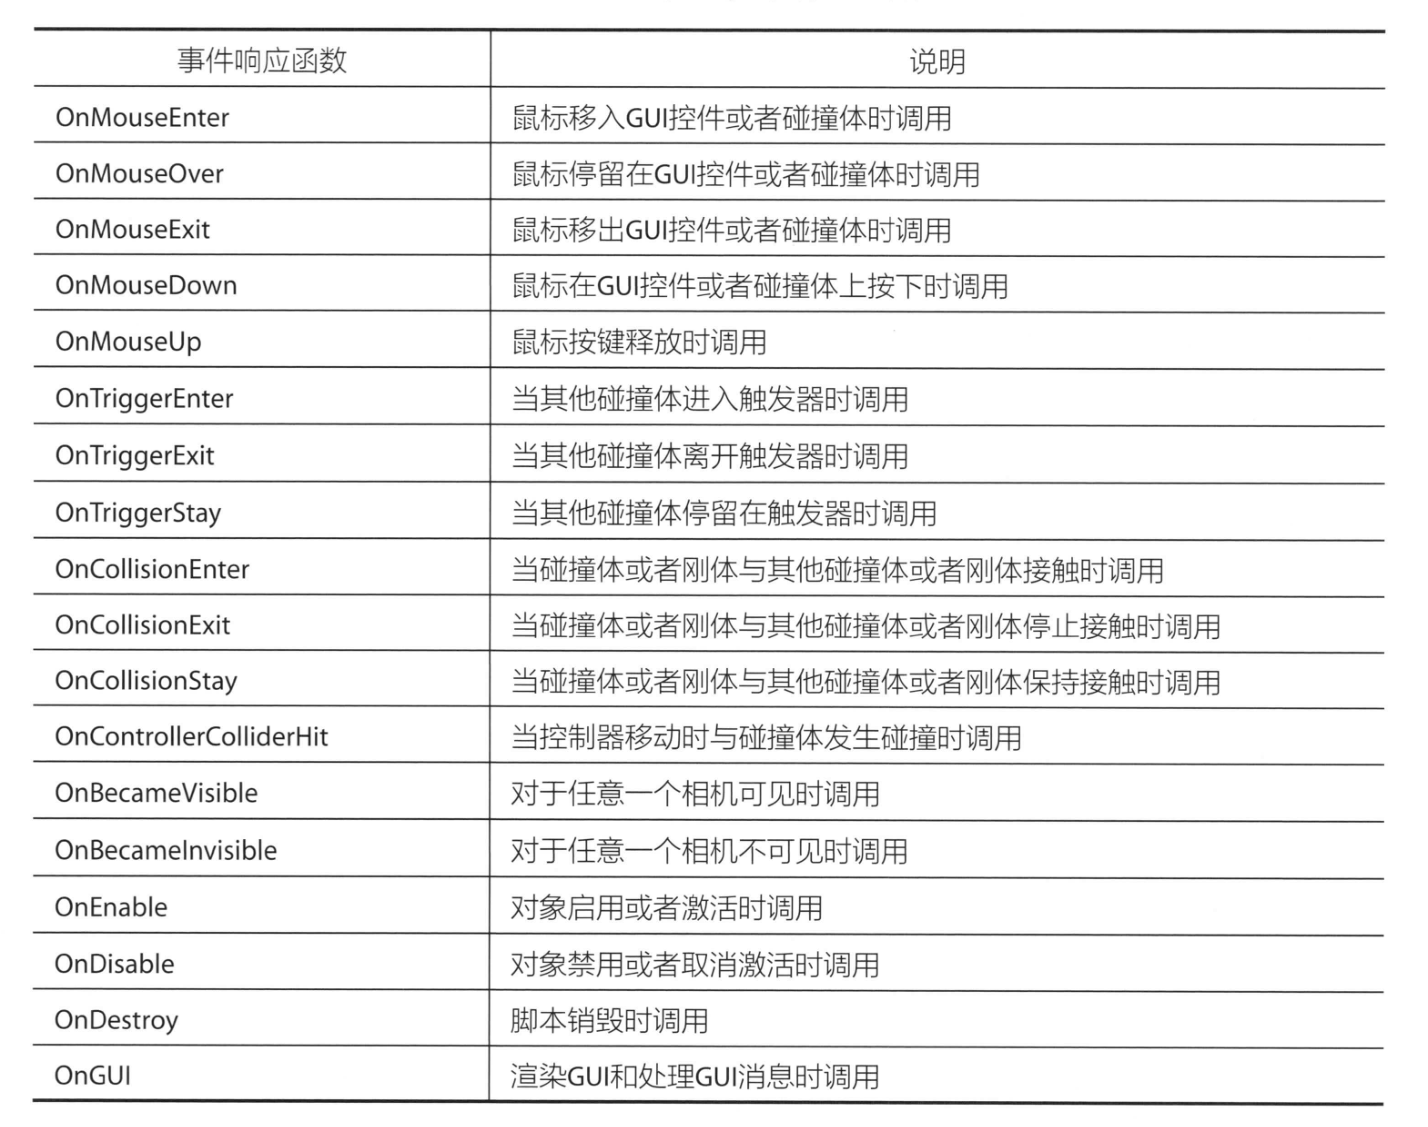 事件响应函数 说明
OnMouseEnter 鼠标移入GUI控件或者碰撞体时调用
OnMouseOver 鼠标停留在GUI控件或者碰撞体时调用
OnMouseExit 鼠标移出GUI控件或者碰撞体时调用
OnMouseDown 鼠标在GUI控件或者碰撞体上按下时调用
OnMouseUp 鼠标按键释放时调用
OnTriggerEnter 当其他碰撞体进入触发器时调用
OnTriggerExit 当其他碰撞体离开触发器时调用
OnTriggerStay 当其他碰撞体停留在触发器时调用
OnCollisionEnter 当碰撞体或者刚体与其他碰撞体或者刚体接触时调用
OnCollisionExit 当碰撞体或者刚体与其他碰撞体或者刚体停止接触时调用
OnCollisionStay 当碰撞体或者刚体与其他碰撞体或者刚体保持接触时调用
OnControllerColliderHit 当控制器移动时与碰撞体发生碰撞时调用
OnBecameVisible 对于任意一个相机可见时调用
OnBecameInvisible 对于任意一个相机不可见时调用
OnEnable 对象启用或者激活时调用
OnDisable 对象禁用或者取消激活时调用
OnDestroy 脚本销毁时调用
OnGUI 渲染GUI和处理GUI消息时调用